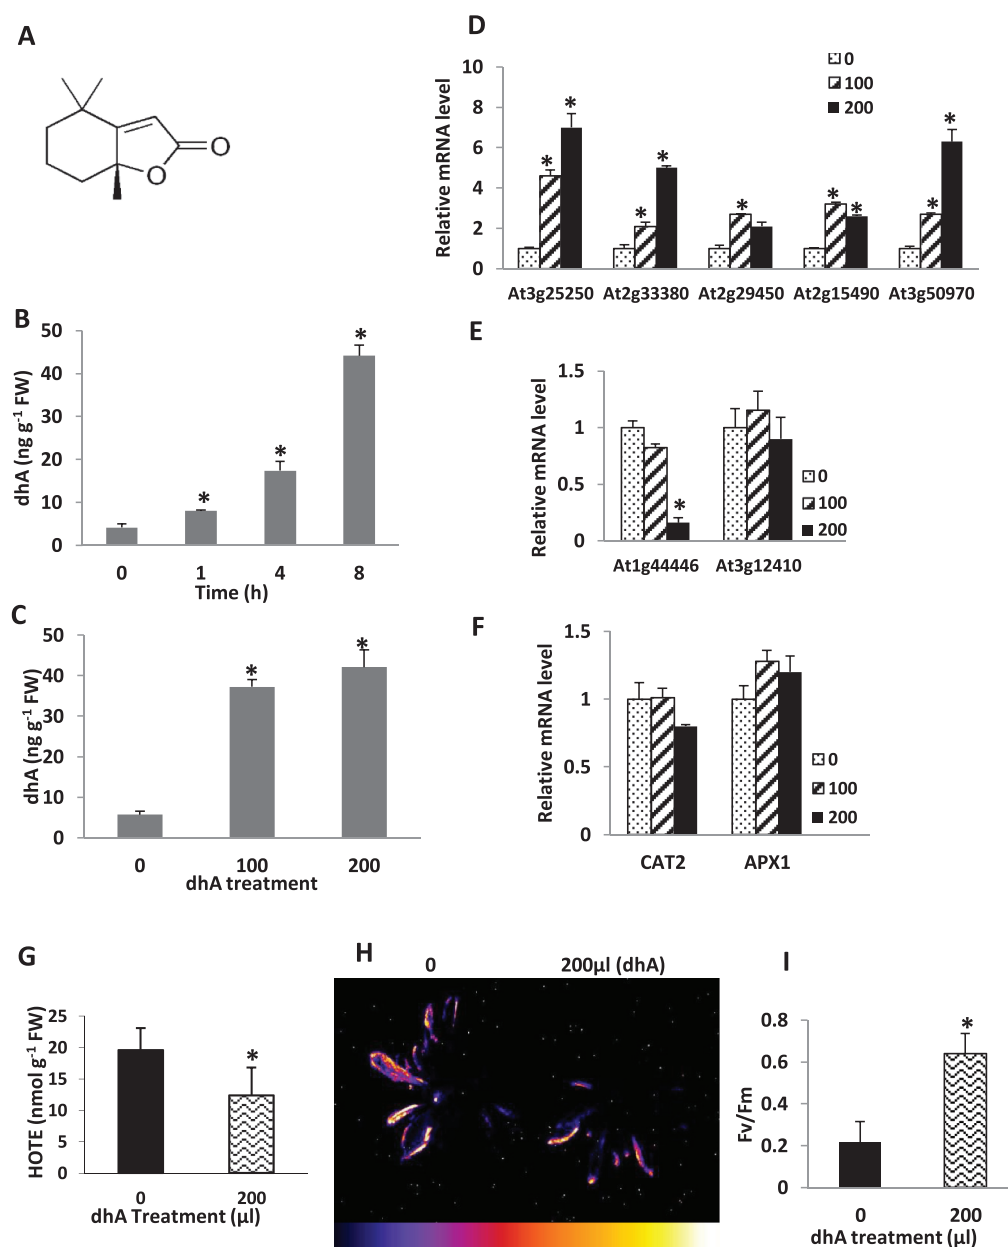 A
O
O
B
dhA (ng g-1 FW)
50
40
30
20
10
0
*
*
*
0 1 4 8
Time (h)
C
dhA (ng g-1 FW)
50
40
30
20
10
0
*
*
0 100 200
dhA treatment
D
Relative mRNA level
10
8
6
4
2
0
0
100
200
* * * * * * * * *
At3g25250 At2g33380 At2g29450 At2g15490 At3g50970
E
Relative mRNA level
1.5
1
0.5
0
*
0
100
200
At1g44446 At3g12410
F
Relative mRNA level
1.5
1
0.5
0
0
100
200
CAT2 APX1
G
HOTE (nmol g-1 FW)
25
20
15
10
5
0
*
0 200
dhA Treatment (µl)
H
0 200µl (dhA)
I
Fv/Fm
0.8
0.6
0.4
0.2
0
*
0 200
dhA treatment (µl)